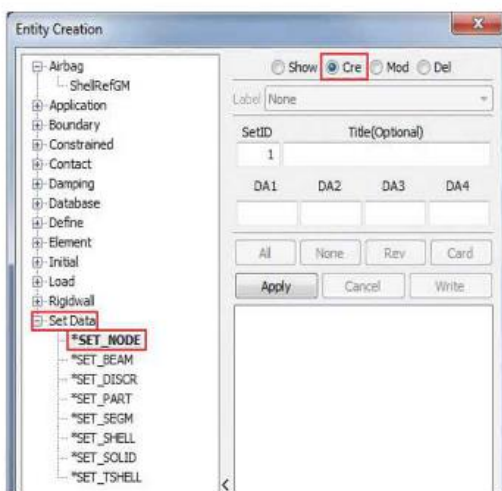 Entity Creation
x
Airbag
ShellRefGM
Application
Boundary
Constrained
Contact
Damping
Database
Define
Element
Initial
Load
Rigidwall
Set Data
*SET_NODE
*SET_BEAM
*SET_DISCR
*SET_PART
*SET_SEGM
*SET_SHELL
*SET_SOLID
*SET_TSHELL
Show Cre Mod Del
Label None
SetID Title(Optional)
1
DA1 DA2 DA3 DA4
All None Rev Card
Apply Cancel Write
<